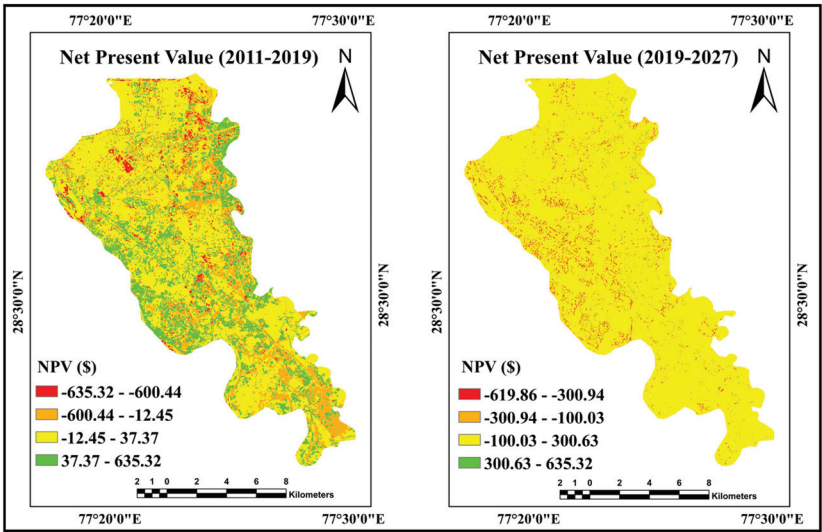 77°20'0"E 77°30'0"E 77°20'0"E 77°30'0"E
Net Present Value (2011-2019)
N
28°30'0"N
28°30'0"N
NPV ($)
-635.32 - -600.44
-600.44 - -12.45
-12.45 - 37.37
37.37 - 635.32
2 1 0 2 4 6 8
Kilometers
Net Present Value (2019-2027)
N
28°30'0"N
28°30'0"N
NPV ($)
-619.86 - -300.94
-300.94 - -100.03
-100.03 - 300.63
300.63 - 635.32
2 1 0 2 4 6 8
Kilometers
77°20'0"E 77°30'0"E 77°20'0"E 77°30'0"E